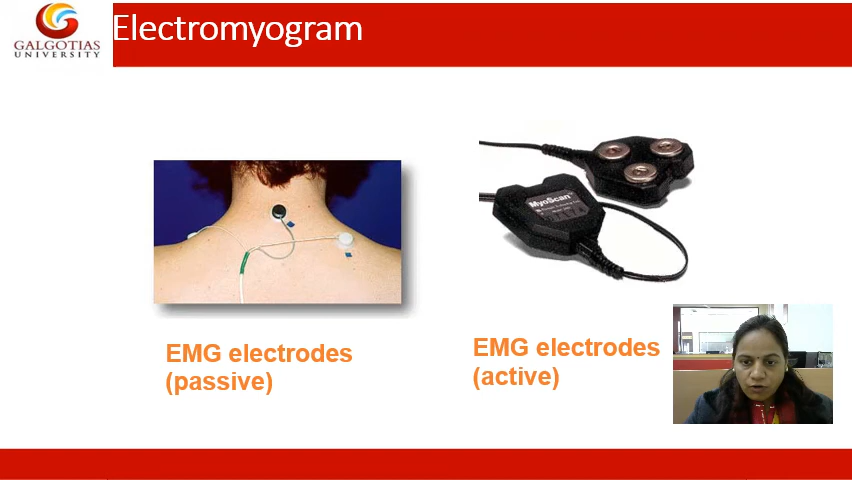 GALGOTIAS
UNIVERSITY
Electromyogram
MyoScan
EMG electrodes
(passive)
EMG electrodes
(active)